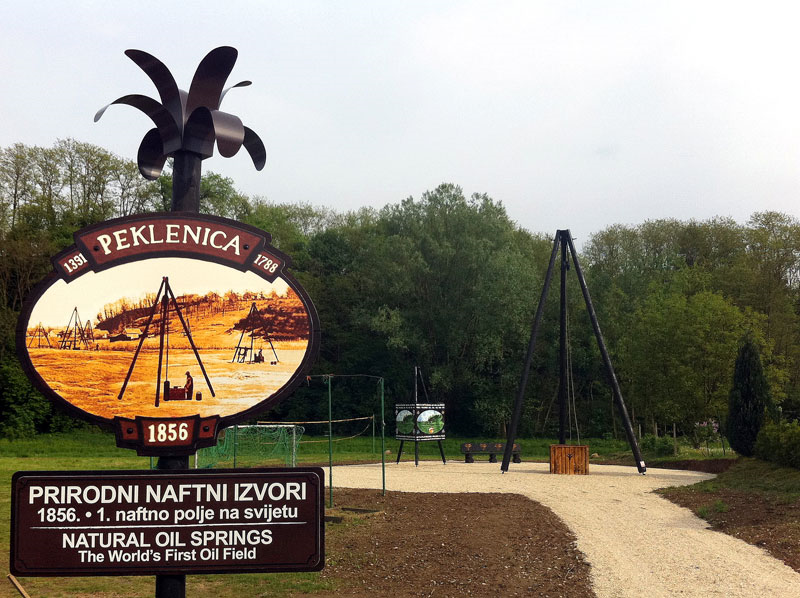 PEKLENICA
1391 1788
1856
PRIRODNI NAFTNI IZVORI
1856. • 1. naftno polje na svijetu
NATURAL OIL SPRINGS
The World's First Oil Field